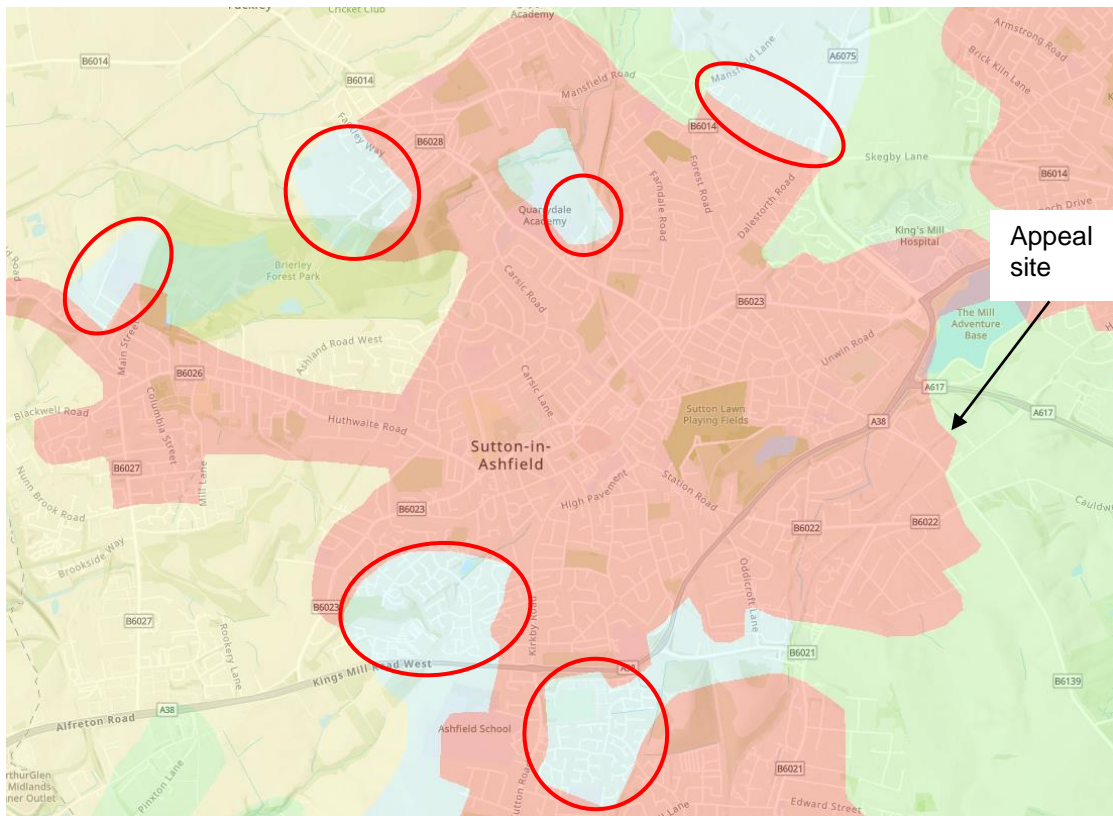 Cricket Club
Academy
B6014
B6014
A6075
Mansfield Lane
Armstrong Road
Brick Kiln Lane
Mansfield Road
Farley Way
B6028
B6014
Skegby Lane
B6014
Forest Road
Farndale Road
Quarrydale
Academy
Dalestorth Road
King's Mill
Hospital
Appeal
site
Brierley
Forest Park
Carsic Road
B6023
The Mill
Adventure
Base
Main Street
Ashland Road West
Unwin Road
B6026
Carsic Lane
A617
A617
Blackwell Road
Columbia Street
Huthwaite Road
Sutton Lawn
Playing Fields
A38
Sutton-in-
Ashfield
B6027
Mill Lane
Station Road
High Pavement
Nunn Brook Road
B6023
B6022
B6022
Brookside Way
B6023
Kirkby Road
Oddicroft Lane
B6027
Rookery Lane
Kings Mill Road West
A38
B6021
B6139
Alfreton Road
A38
Ashfield School
Pinxton Lane
B6021
Edward Street